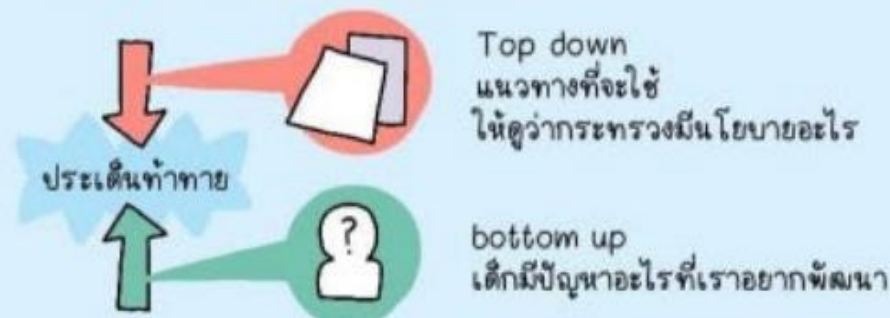 Top down
แนวทางที่จะใช้
ให้ดูว่ากระทรวงมีนโยบายอะไร
ประเด็นท้าทาย
?
bottom up
เด็กมีปัญหาอะไรที่เราอยากพัฒนา